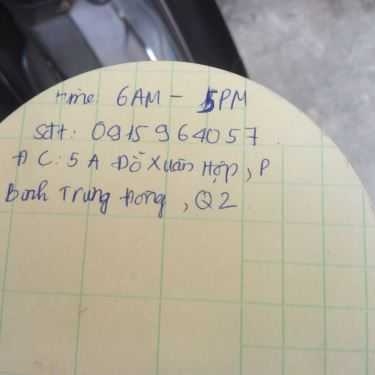 time 6AM - 5PM
sđt: 0915964057
ĐC: 5A Đỗ Xuân Hợp, P
Bình Trưng Đông, Q2